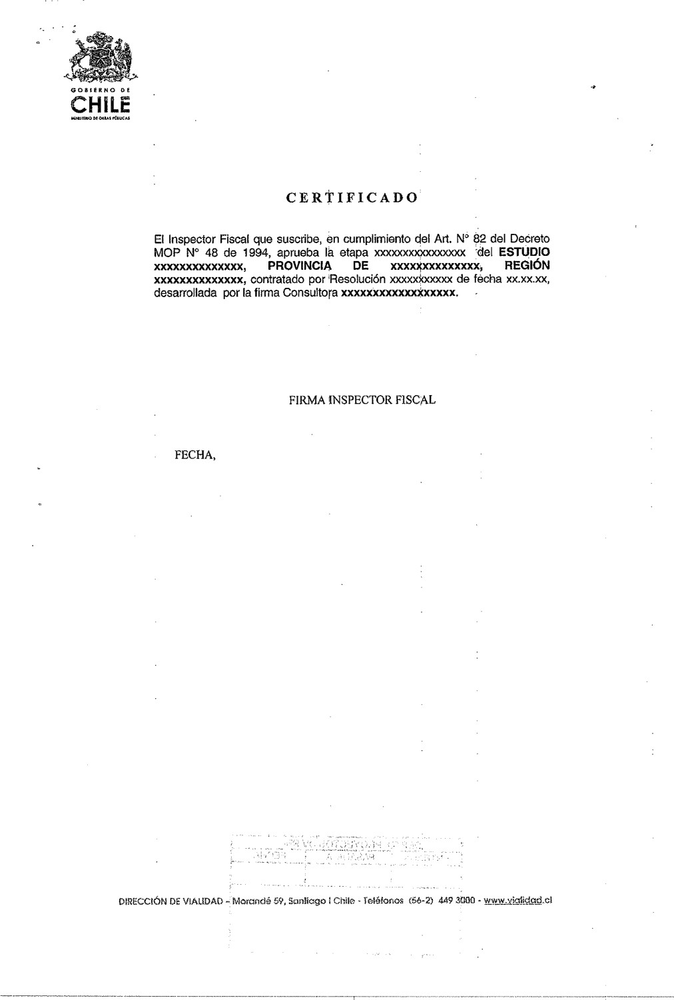 GOBIERNO DE
CHILE
MINISTERIO DE OBRAS PÚBLICAS
CERTIFICADO
El Inspector Fiscal que suscribe, en cumplimiento del Art. N° 82 del Decreto
MOP N° 48 de 1994, aprueba la etapa xxxxxxxxxxxxxxxx del ESTUDIO
xxxxxxxxxxxxxx, PROVINCIA DE xxxxxxxxxxxxxx, REGIÓN
xxxxxxxxxxxxxx, contratado por Resolución xxxxxxxxxxx de fecha xx.xx.xx,
desarrollada por la firma Consultora xxxxxxxxxxxxxxxxxx.
FIRMA INSPECTOR FISCAL
FECHA,
DIRECCIÓN DE VIALIDAD – Morandé 59, Santiago | Chile - Teléfonos (56-2) 449 3000 - www.vialidad.cl